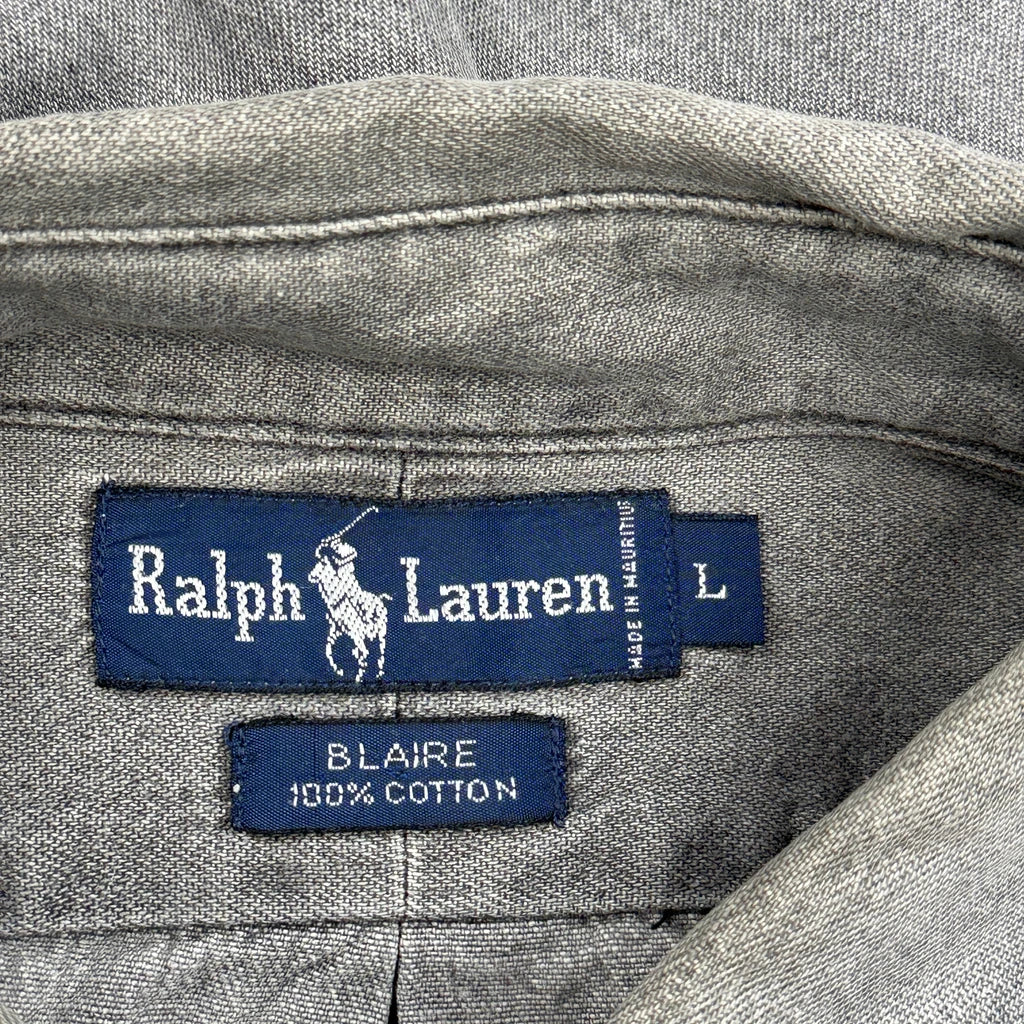 Ralph Lauren
MADE IN MAURITIUS
L
BLAIRE
100% COTTON